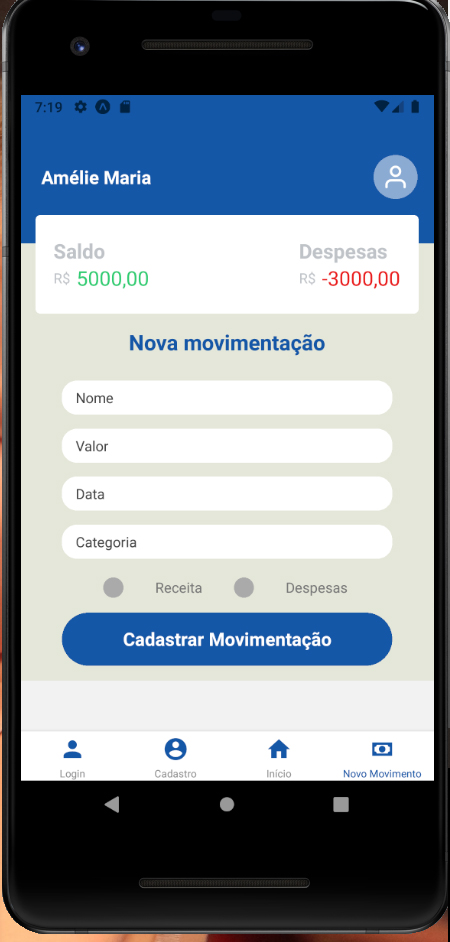 7:19
Amélie Maria
Saldo Despesas
R$ 5000,00 R$ -3000,00
Nova movimentação
Nome
Valor
Data
Categoria
Receita Despesas
Cadastrar Movimentação
Login Cadastro Início Novo Movimento